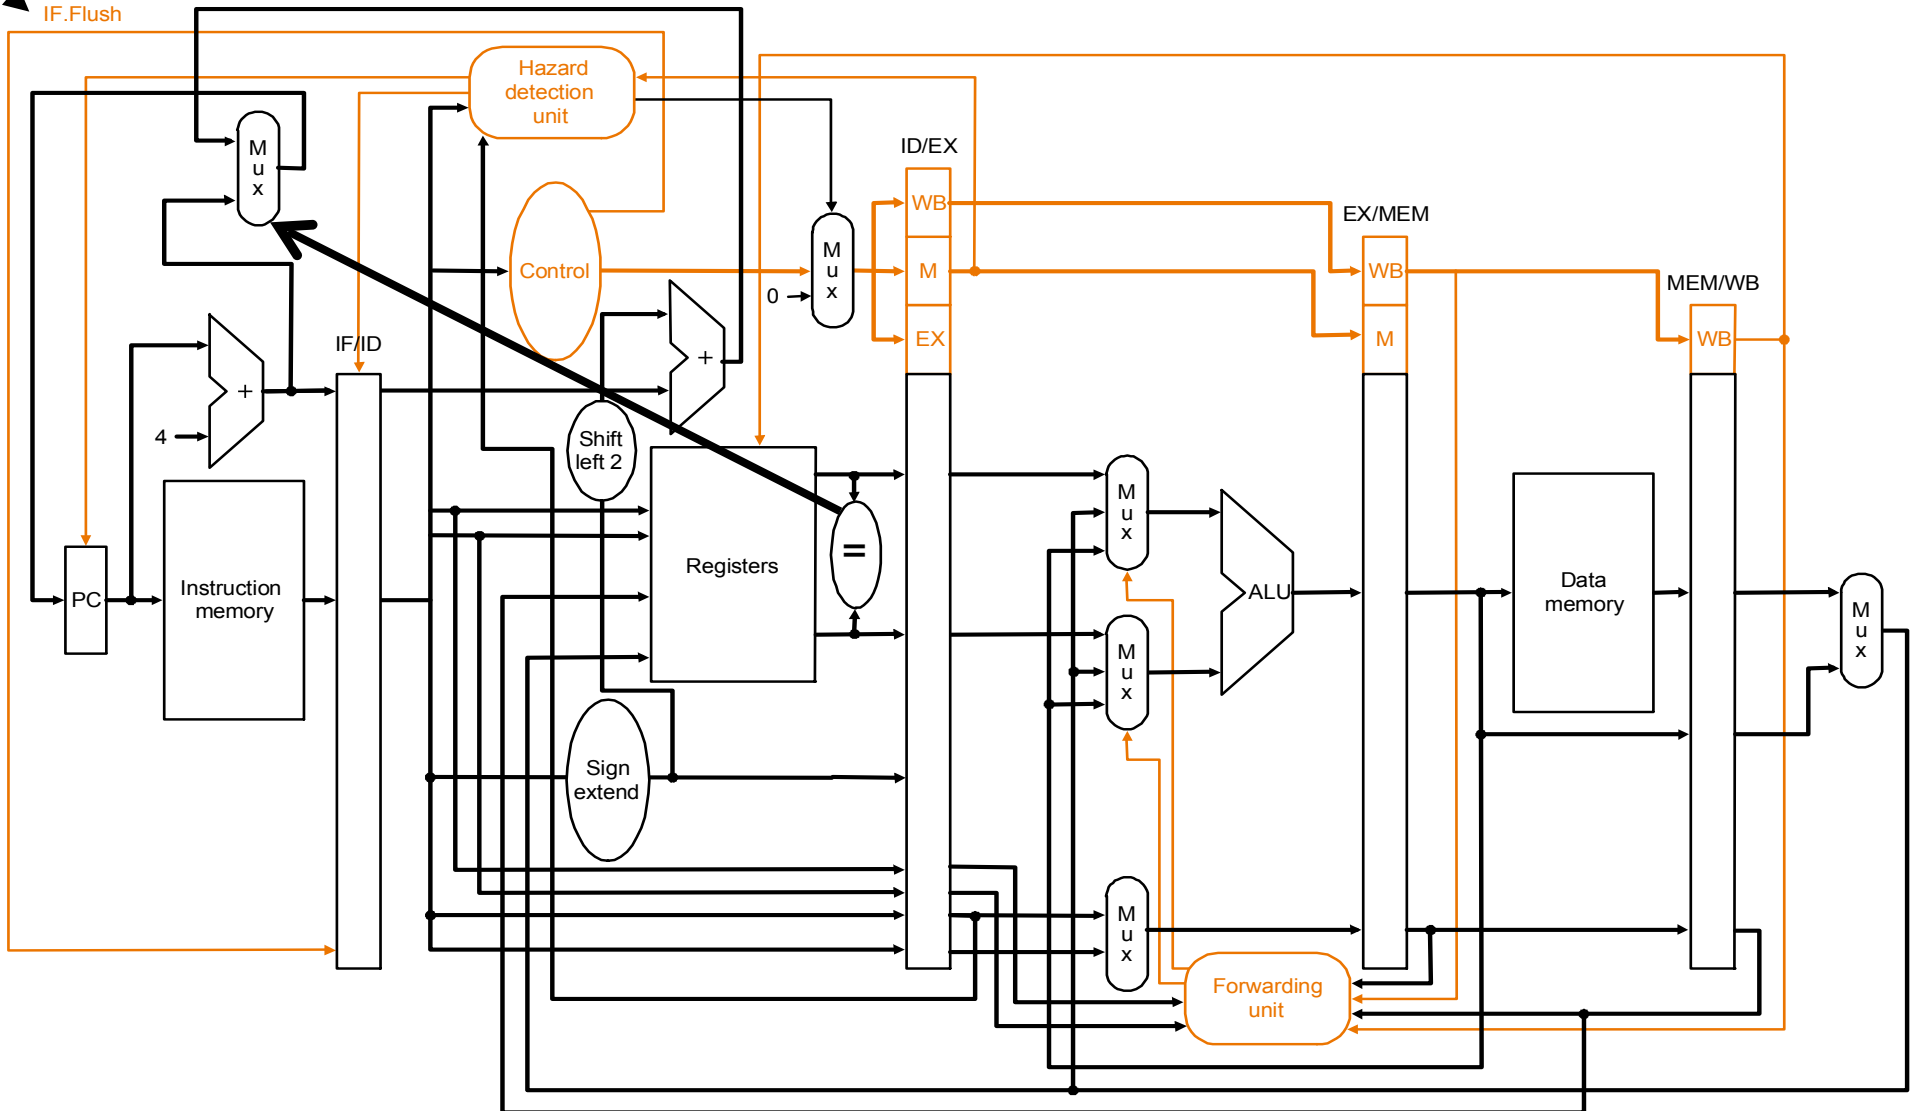 IF.Flush
Hazard
detection
unit
M
u
x
ID/EX
WB
EX/MEM
M
u
x
Control
M
WB
MEM/WB
0
IF/ID
+
EX
M
WB
+
4
Shift
left 2
M
u
x
=
Registers
PC
Instruction
memory
ALU
Data
memory
M
u
x
M
u
x
Sign
extend
M
u
x
Forwarding
unit